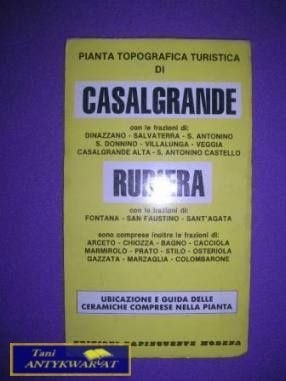 PIANTA TOPOGRAFICA TURISTICA
DI
CASALGRANDE
con le frazioni di:
DINAZZANO - SALVATERRA - S. ANTONINO
S. DONNINO - VILLALUNGA - VEGGIA
CASALGRANDE ALTA - S. ANTONINO CASTELLO
RUBIERA
con le frazioni di:
FONTANA - SAN FAUSTINO - SANT'AGATA
sono comprese inoltre le frazioni di:
ARCETO - CHIOZZA - BAGNO - CACCIOLA
MARMIROLO - PRATO - STILO - OSTERIOLA
GAZZATA - MARZAGLIA - COLOMBARONE
UBICAZIONE E GUIDA DELLE
CERAMICHE COMPRESE NELLA PIANTA
EDIZIONI MODENA
Tani
ANTYKWARIAT